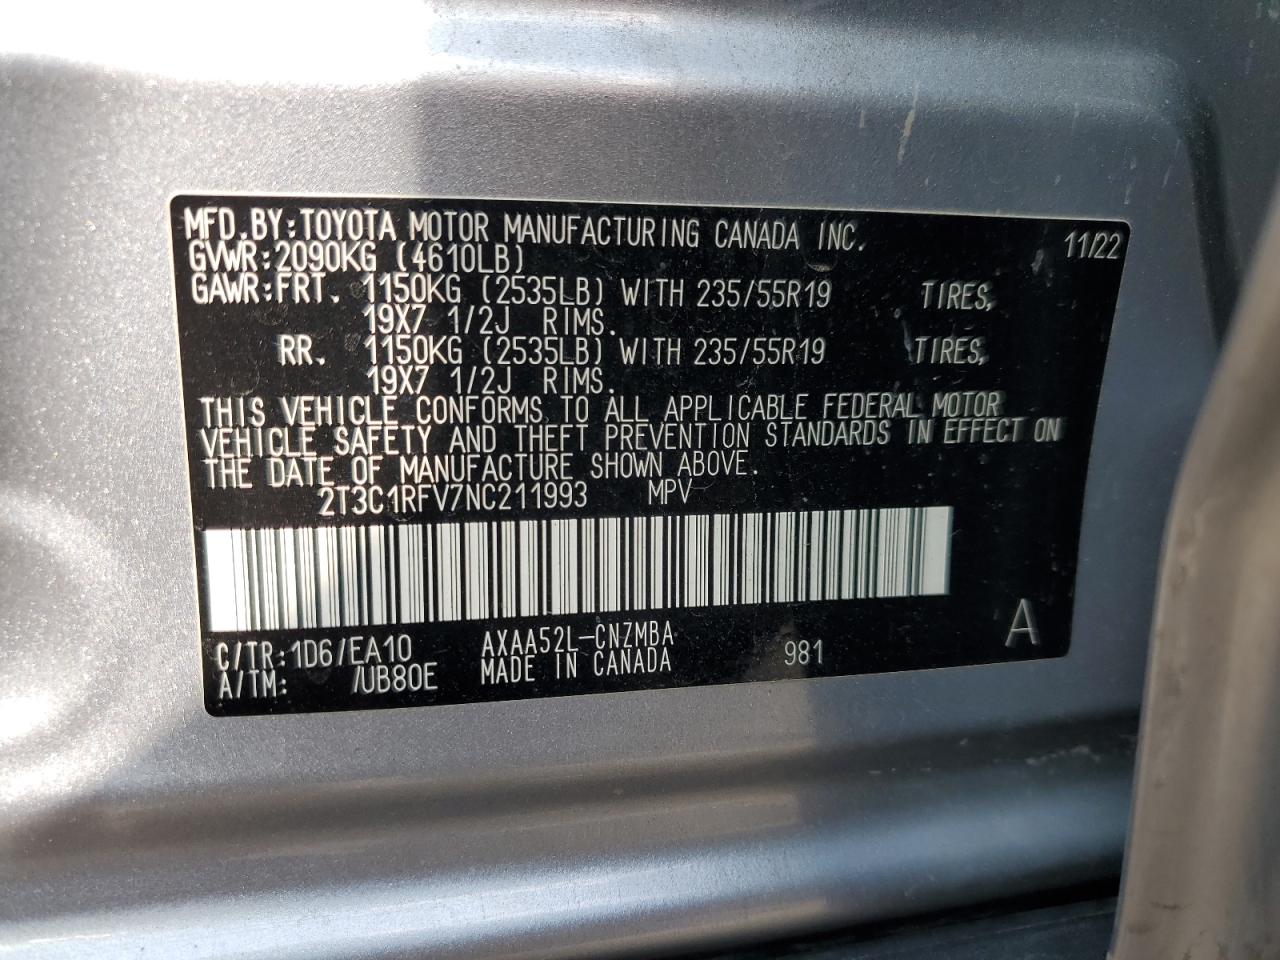 MFD.BY:TOYOTA MOTOR MANUFACTURING CANADA INC. 11/22
GVWR:2090KG (4610LB)
GAWR:FRT. 1150KG (2535LB) WITH 235/55R19 TIRES,
19X7 1/2J RIMS.
RR. 1150KG (2535LB) WITH 235/55R19 TIRES,
19X7 1/2J RIMS.
THIS VEHICLE CONFORMS TO ALL APPLICABLE FEDERAL MOTOR
VEHICLE SAFETY AND THEFT PREVENTION STANDARDS IN EFFECT ON
THE DATE OF MANUFACTURE SHOWN ABOVE.
2T3C1RFV7NC211993 MPV
C/TR:1D6/EA10 AXAA52L-CNZMBA 981 A
A/TM: /UB80E MADE IN CANADA